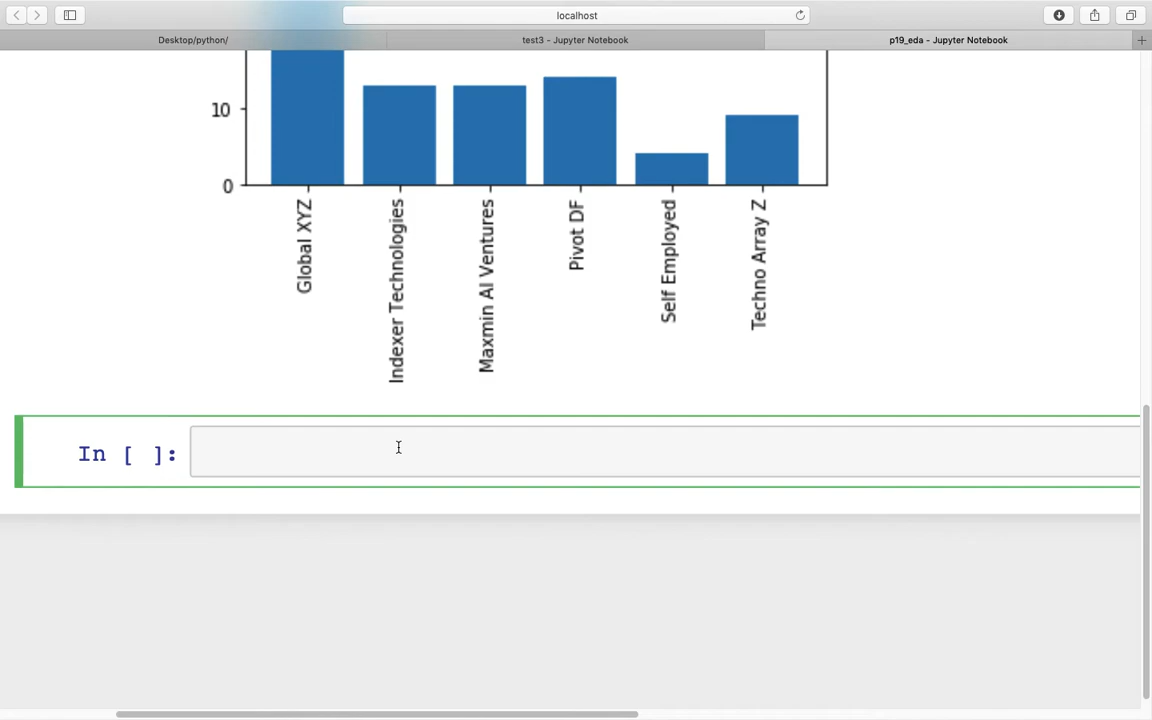 localhost
Desktop/python/
test3 - Jupyter Notebook
p19_eda - Jupyter Notebook
10
0
Global XYZ
Indexer Technologies
Maxmin AI Ventures
Pivot DF
Self Employed
Techno Array Z
In [ ]: